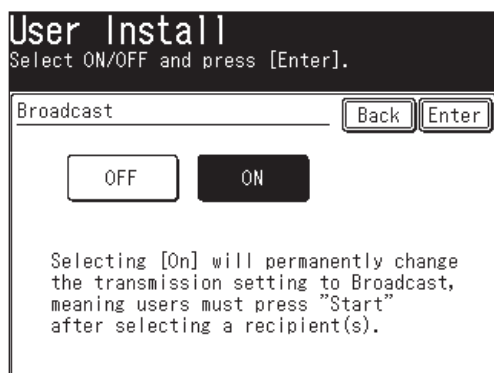 User Install
Select ON/OFF and press [Enter].
Broadcast
Back Enter
OFF ON
Selecting [On] will permanently change
the transmission setting to Broadcast,
meaning users must press "Start"
after selecting a recipient(s).